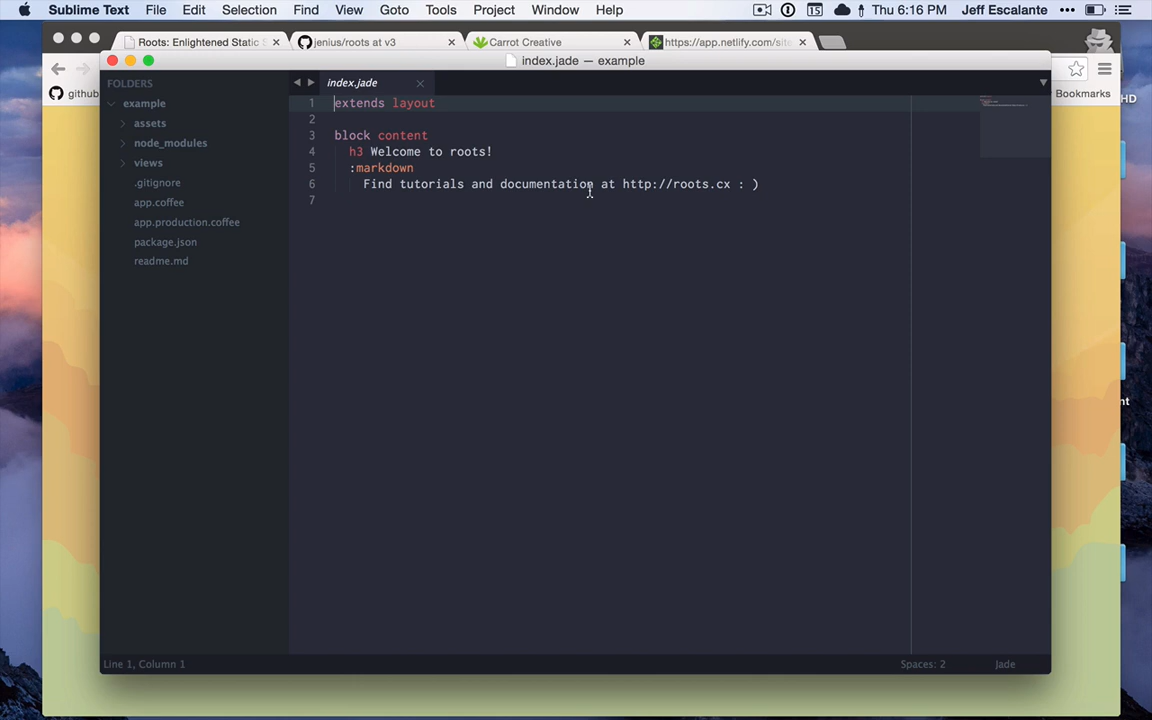 Sublime Text File Edit Selection Find View Goto Tools Project Window Help 15 Thu 6:16 PM Jeff Escalante
Roots: Enlightened Static S jenius/roots at v3 Carrot Creative https://app.netlify.com/site
index.jade — example
github
Bookmarks
HD
nt
FOLDERS
example
assets
node_modules
views
.gitignore
app.coffee
app.production.coffee
package.json
readme.md
index.jade
1 extends layout
2
3 block content
4 h3 Welcome to roots!
5 :markdown
6 Find tutorials and documentation at http://roots.cx : )
7
Line 1, Column 1 Spaces: 2 Jade